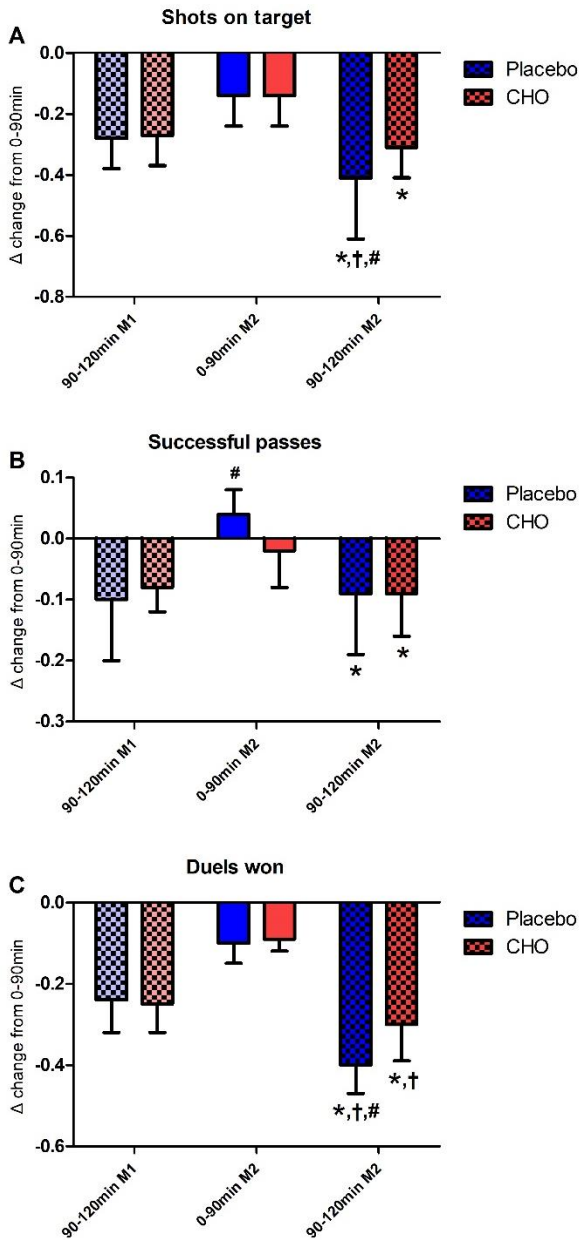 Shots on target
A
0.0
-0.2
-0.4
-0.6
-0.8
Δ change from 0-90min
*,†,#
*
Placebo
CHO
90-120min M1
0-90min M2
90-120min M2
Successful passes
B
0.1
0.0
-0.1
-0.2
-0.3
Δ change from 0-90min
#
*
*
Placebo
CHO
90-120min M1
0-90min M2
90-120min M2
Duels won
C
0.0
-0.2
-0.4
-0.6
Δ change from 0-90min
*,†,#
*,†
Placebo
CHO
90-120min M1
0-90min M2
90-120min M2